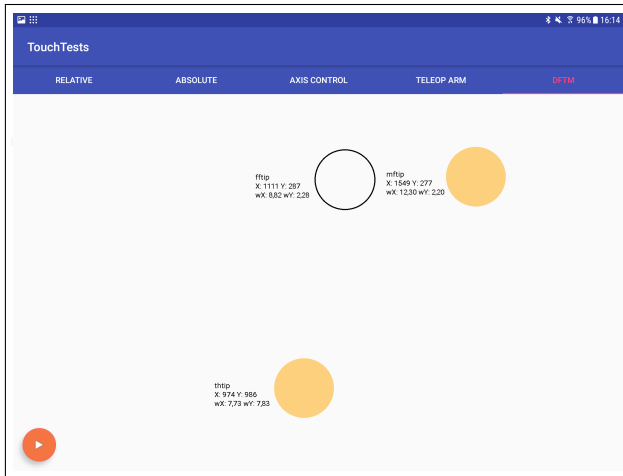 96% 16:14
TouchTests
RELATIVE ABSOLUTE AXIS CONTROL TELEOP ARM DFTM
fftip
X: 1111 Y: 287
wX: 8,82 wY: 2,28
mftip
X: 1549 Y: 277
wX: 12,30 wY: 2,20
thtip
X: 974 Y: 986
wX: 7,73 wY: 7,83